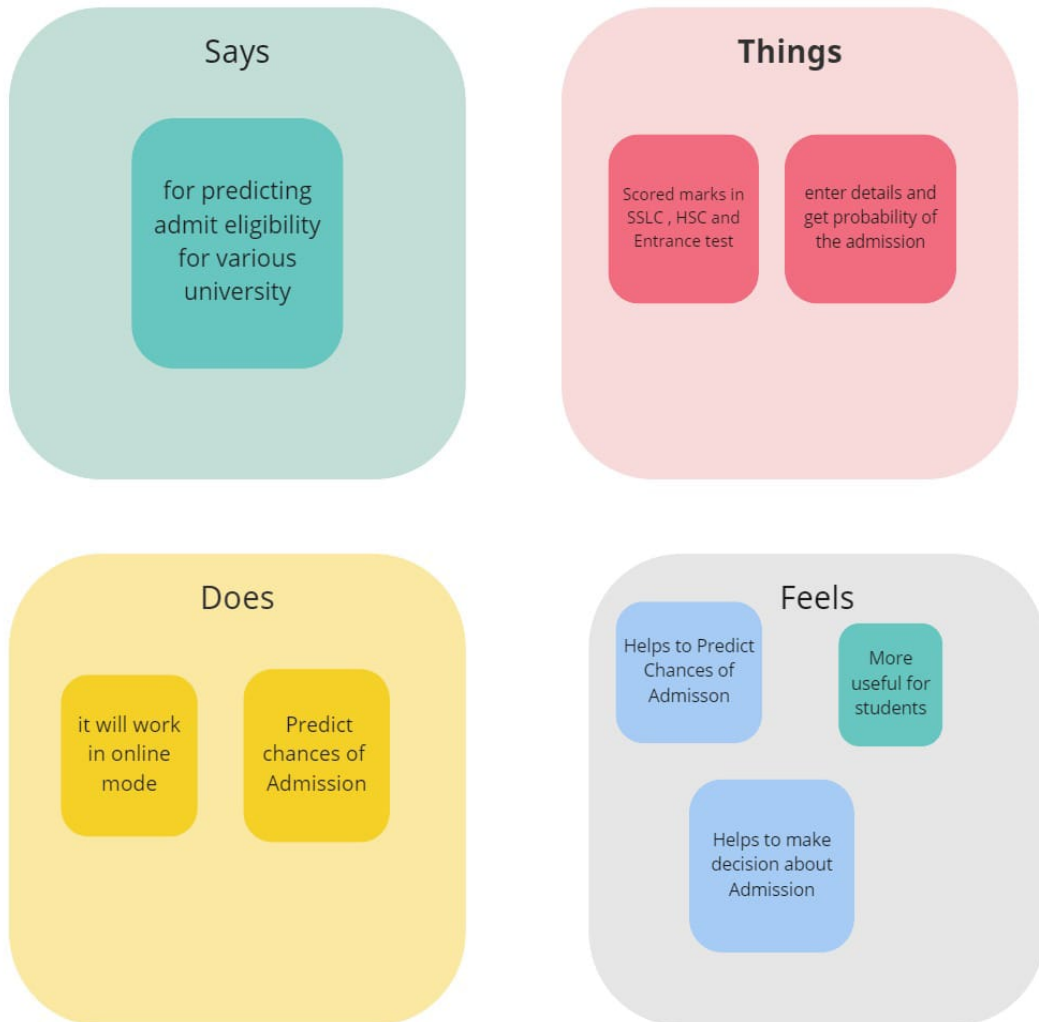 Says
for predicting
admit eligibility
for various
university
Things
Scored marks in
SSLC , HSC and
Entrance test
enter details and
get probability of
the admission
Does
it will work
in online
mode
Predict
chances of
Admission
Feels
Helps to Predict
Chances of
Admisson
More
useful for
students
Helps to make
decision about
Admission